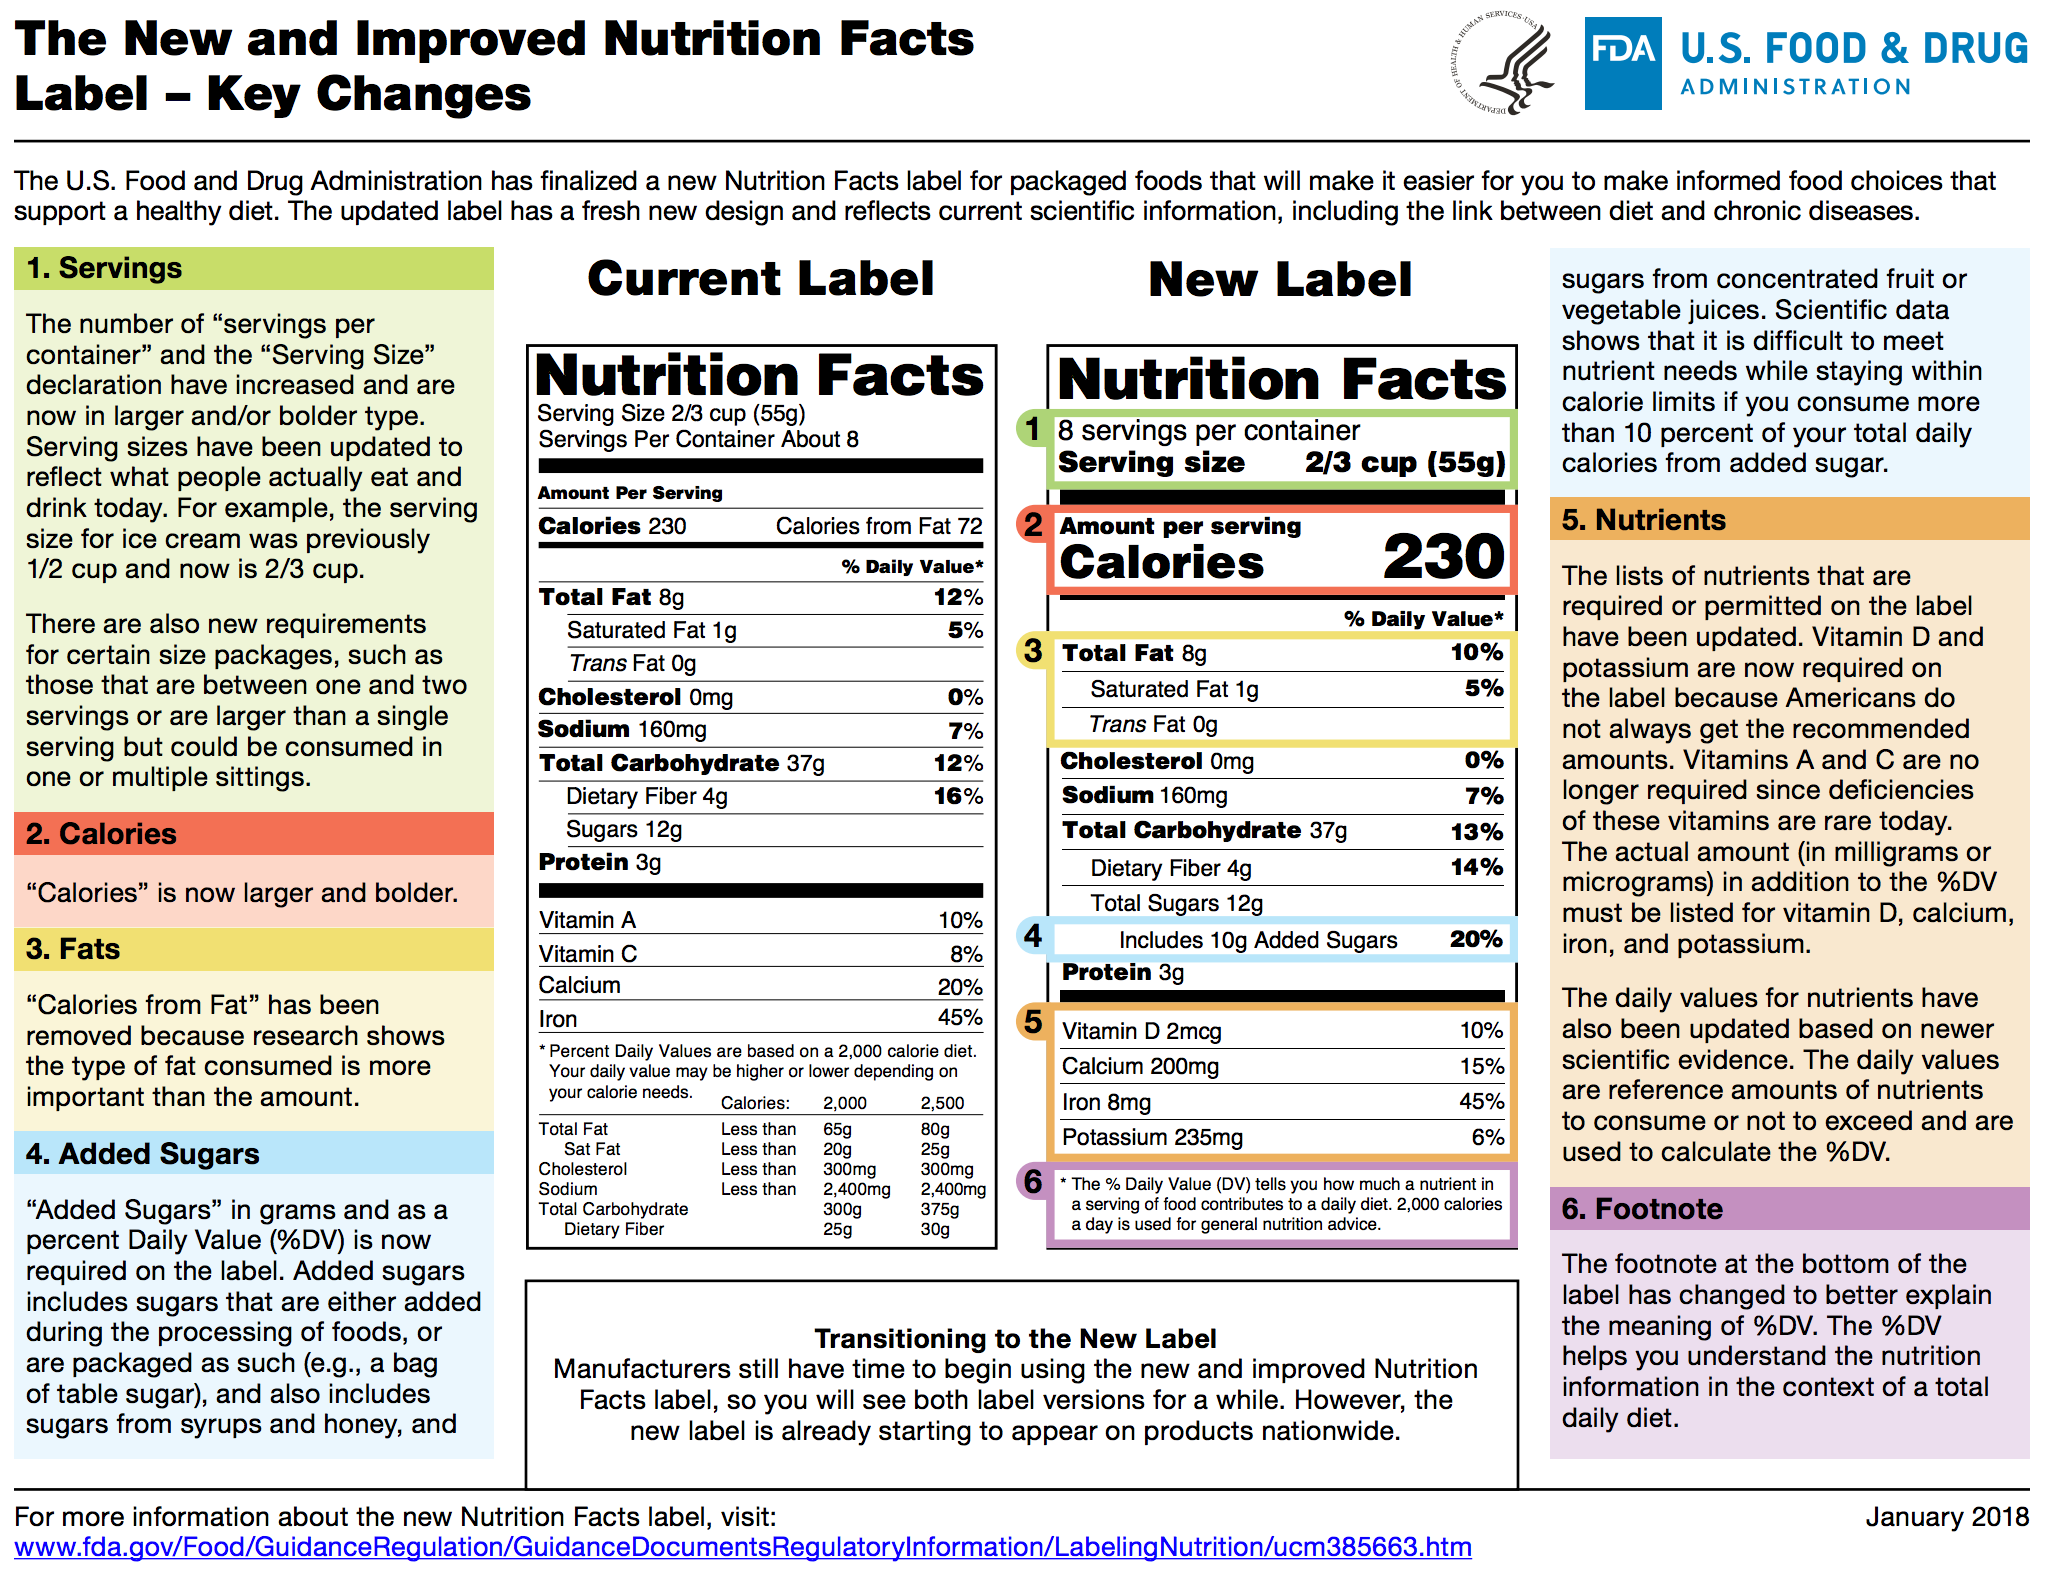 The New and Improved Nutrition Facts
Label – Key Changes
DEPARTMENT OF HEALTH & HUMAN SERVICES · USA
FDA
U.S. FOOD & DRUG
ADMINISTRATION
The U.S. Food and Drug Administration has finalized a new Nutrition Facts label for packaged foods that will make it easier for you to make informed food choices that
support a healthy diet. The updated label has a fresh new design and reflects current scientific information, including the link between diet and chronic diseases.
1. Servings
The number of “servings per
container” and the “Serving Size”
declaration have increased and are
now in larger and/or bolder type.
Serving sizes have been updated to
reflect what people actually eat and
drink today. For example, the serving
size for ice cream was previously
1/2 cup and now is 2/3 cup.
There are also new requirements
for certain size packages, such as
those that are between one and two
servings or are larger than a single
serving but could be consumed in
one or multiple sittings.
2. Calories
“Calories” is now larger and bolder.
3. Fats
“Calories from Fat” has been
removed because research shows
the type of fat consumed is more
important than the amount.
4. Added Sugars
“Added Sugars” in grams and as a
percent Daily Value (%DV) is now
required on the label. Added sugars
includes sugars that are either added
during the processing of foods, or
are packaged as such (e.g., a bag
of table sugar), and also includes
sugars from syrups and honey, and
Current Label
Nutrition Facts
Serving Size 2/3 cup (55g)
Servings Per Container About 8
Amount Per Serving
Calories 230 Calories from Fat 72
% Daily Value*
Total Fat 8g 12%
Saturated Fat 1g 5%
Trans Fat 0g
Cholesterol 0mg 0%
Sodium 160mg 7%
Total Carbohydrate 37g 12%
Dietary Fiber 4g 16%
Sugars 12g
Protein 3g
Vitamin A 10%
Vitamin C 8%
Calcium 20%
Iron 45%
* Percent Daily Values are based on a 2,000 calorie diet.
Your daily value may be higher or lower depending on
your calorie needs.
Calories: 2,000 2,500
Total Fat Less than 65g 80g
Sat Fat Less than 20g 25g
Cholesterol Less than 300mg 300mg
Sodium Less than 2,400mg 2,400mg
Total Carbohydrate 300g 375g
Dietary Fiber 25g 30g
New Label
Nutrition Facts
1 8 servings per container
Serving size 2/3 cup (55g)
2 Amount per serving
Calories 230
% Daily Value*
3 Total Fat 8g 10%
Saturated Fat 1g 5%
Trans Fat 0g
Cholesterol 0mg 0%
Sodium 160mg 7%
Total Carbohydrate 37g 13%
Dietary Fiber 4g 14%
Total Sugars 12g
4 Includes 10g Added Sugars 20%
Protein 3g
5 Vitamin D 2mcg 10%
Calcium 200mg 15%
Iron 8mg 45%
Potassium 235mg 6%
6 * The % Daily Value (DV) tells you how much a nutrient in
a serving of food contributes to a daily diet. 2,000 calories
a day is used for general nutrition advice.
Transitioning to the New Label
Manufacturers still have time to begin using the new and improved Nutrition
Facts label, so you will see both label versions for a while. However, the
new label is already starting to appear on products nationwide.
sugars from concentrated fruit or
vegetable juices. Scientific data
shows that it is difficult to meet
nutrient needs while staying within
calorie limits if you consume more
than 10 percent of your total daily
calories from added sugar.
5. Nutrients
The lists of nutrients that are
required or permitted on the label
have been updated. Vitamin D and
potassium are now required on
the label because Americans do
not always get the recommended
amounts. Vitamins A and C are no
longer required since deficiencies
of these vitamins are rare today.
The actual amount (in milligrams or
micrograms) in addition to the %DV
must be listed for vitamin D, calcium,
iron, and potassium.
The daily values for nutrients have
also been updated based on newer
scientific evidence. The daily values
are reference amounts of nutrients
to consume or not to exceed and are
used to calculate the %DV.
6. Footnote
The footnote at the bottom of the
label has changed to better explain
the meaning of %DV. The %DV
helps you understand the nutrition
information in the context of a total
daily diet.
For more information about the new Nutrition Facts label, visit:
www.fda.gov/Food/GuidanceRegulation/GuidanceDocumentsRegulatoryInformation/LabelingNutrition/ucm385663.htm
January 2018